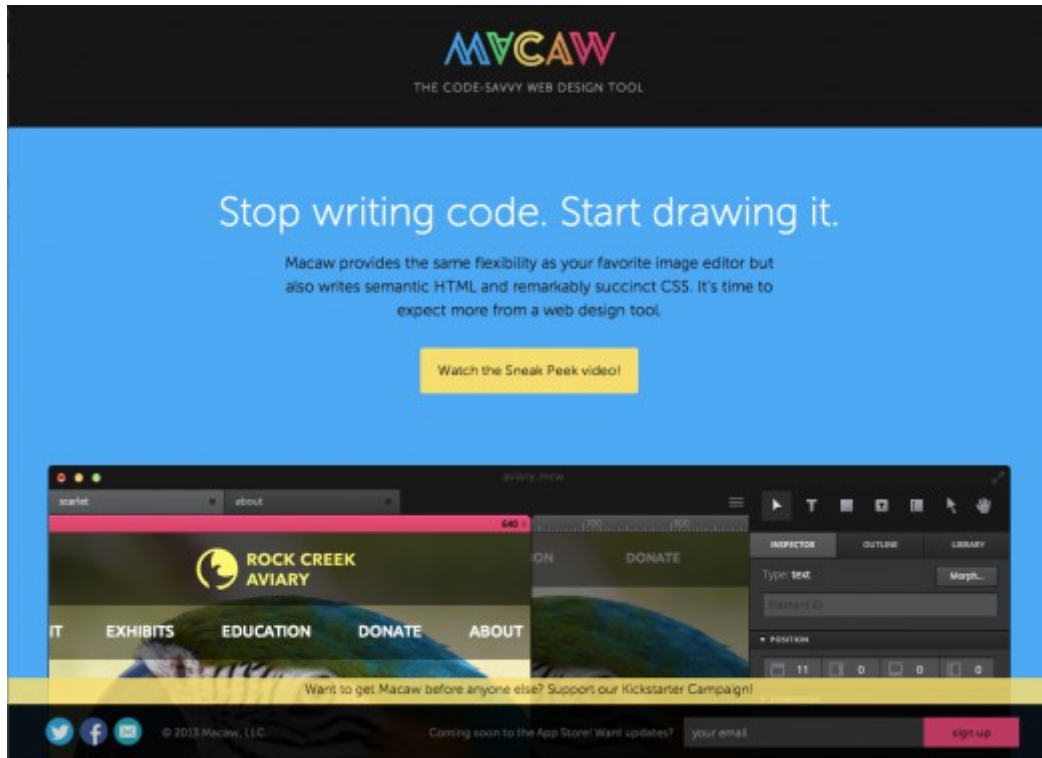 MACAW
THE CODE-SAVVY WEB DESIGN TOOL
Stop writing code. Start drawing it.
Macaw provides the same flexibility as your favorite image editor but
also writes semantic HTML and remarkably succinct CSS. It's time to
expect more from a web design tool.
Watch the Sneak Peek video!
aviary.mcw
scarlet about
640 700 800
T
INSPECTOR OUTLINE LIBRARY
ROCK CREEK
AVIARY
ON DONATE
Type: text Morph...
Element ID
IT EXHIBITS EDUCATION DONATE ABOUT
POSITION
11 0 0 0
Want to get Macaw before anyone else? Support our Kickstarter Campaign!
© 2013 Macaw, LLC. Coming soon to the App Store! Want updates? your email sign up